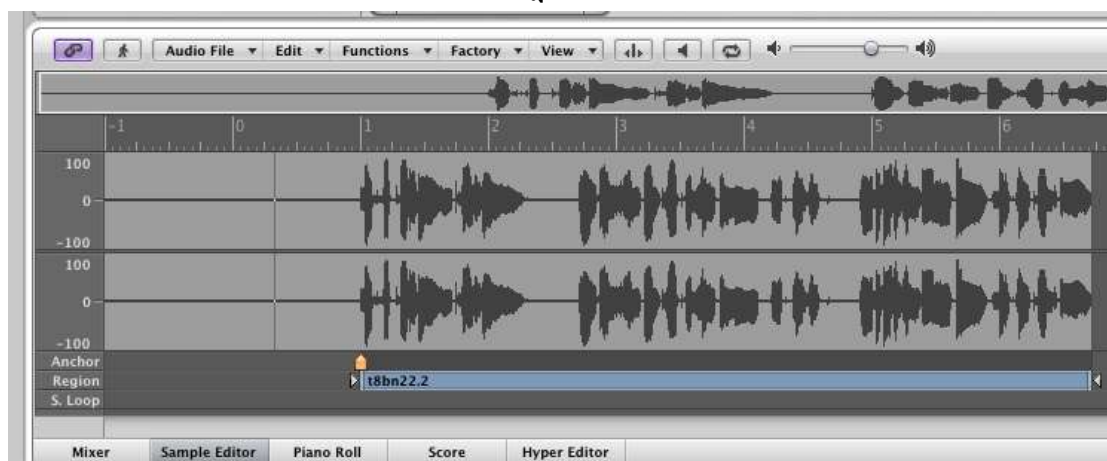 Audio File Edit Functions Factory View
-1 0 1 2 3 4 5 6
100
0
-100
100
0
-100
Anchor
Region t8bn22.2
S. Loop
Mixer Sample Editor Piano Roll Score Hyper Editor